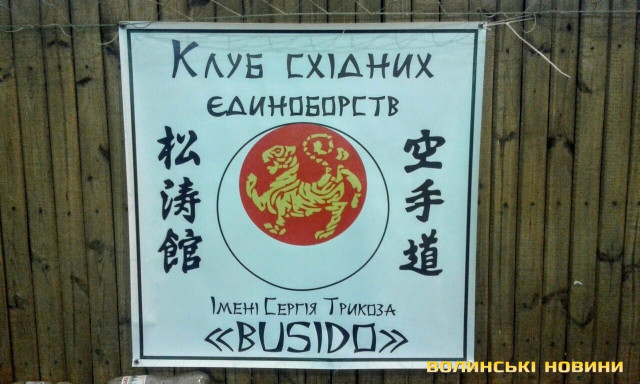 Клуб східних
єдиноборств
松涛館
空手道
Імені Сергія Трикоза
«BUSIDO»
ВОЛИНСЬКІ НОВИНИ